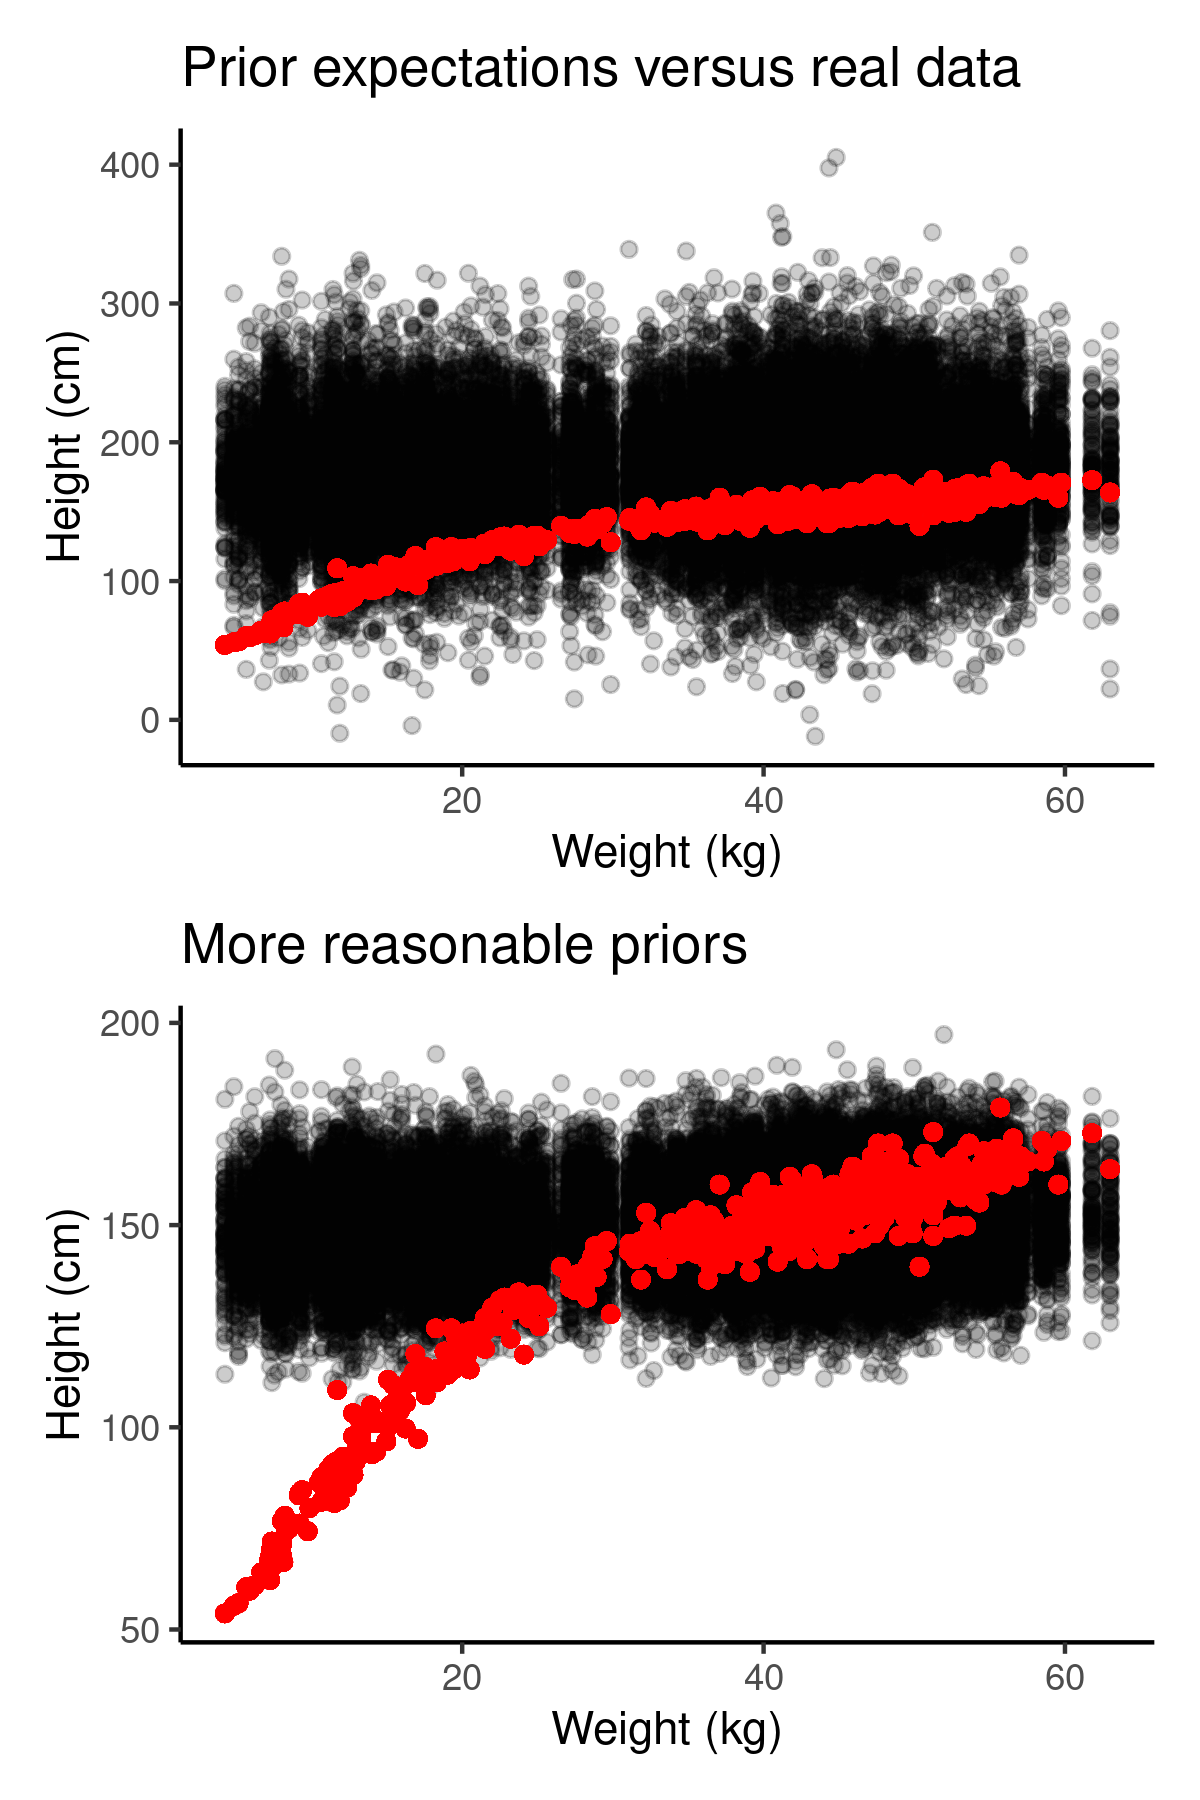 Prior expectations versus real data
400
300
200
100
0
Height (cm)
20 40 60
Weight (kg)
More reasonable priors
200
150
100
50
Height (cm)
20 40 60
Weight (kg)